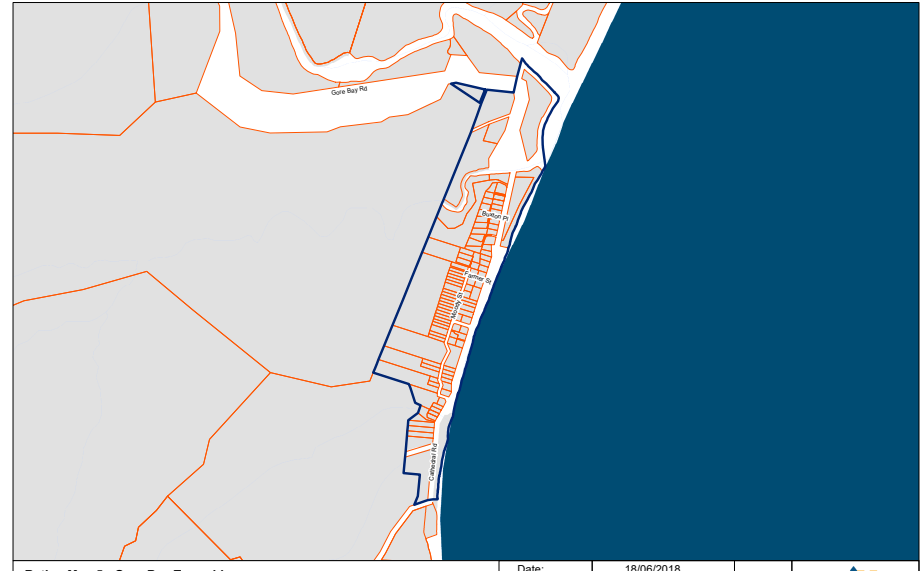 Gore Bay Rd
Buxton Pl
Farmer St
Moody St
Cathedral Rd
Date:
18/06/2018